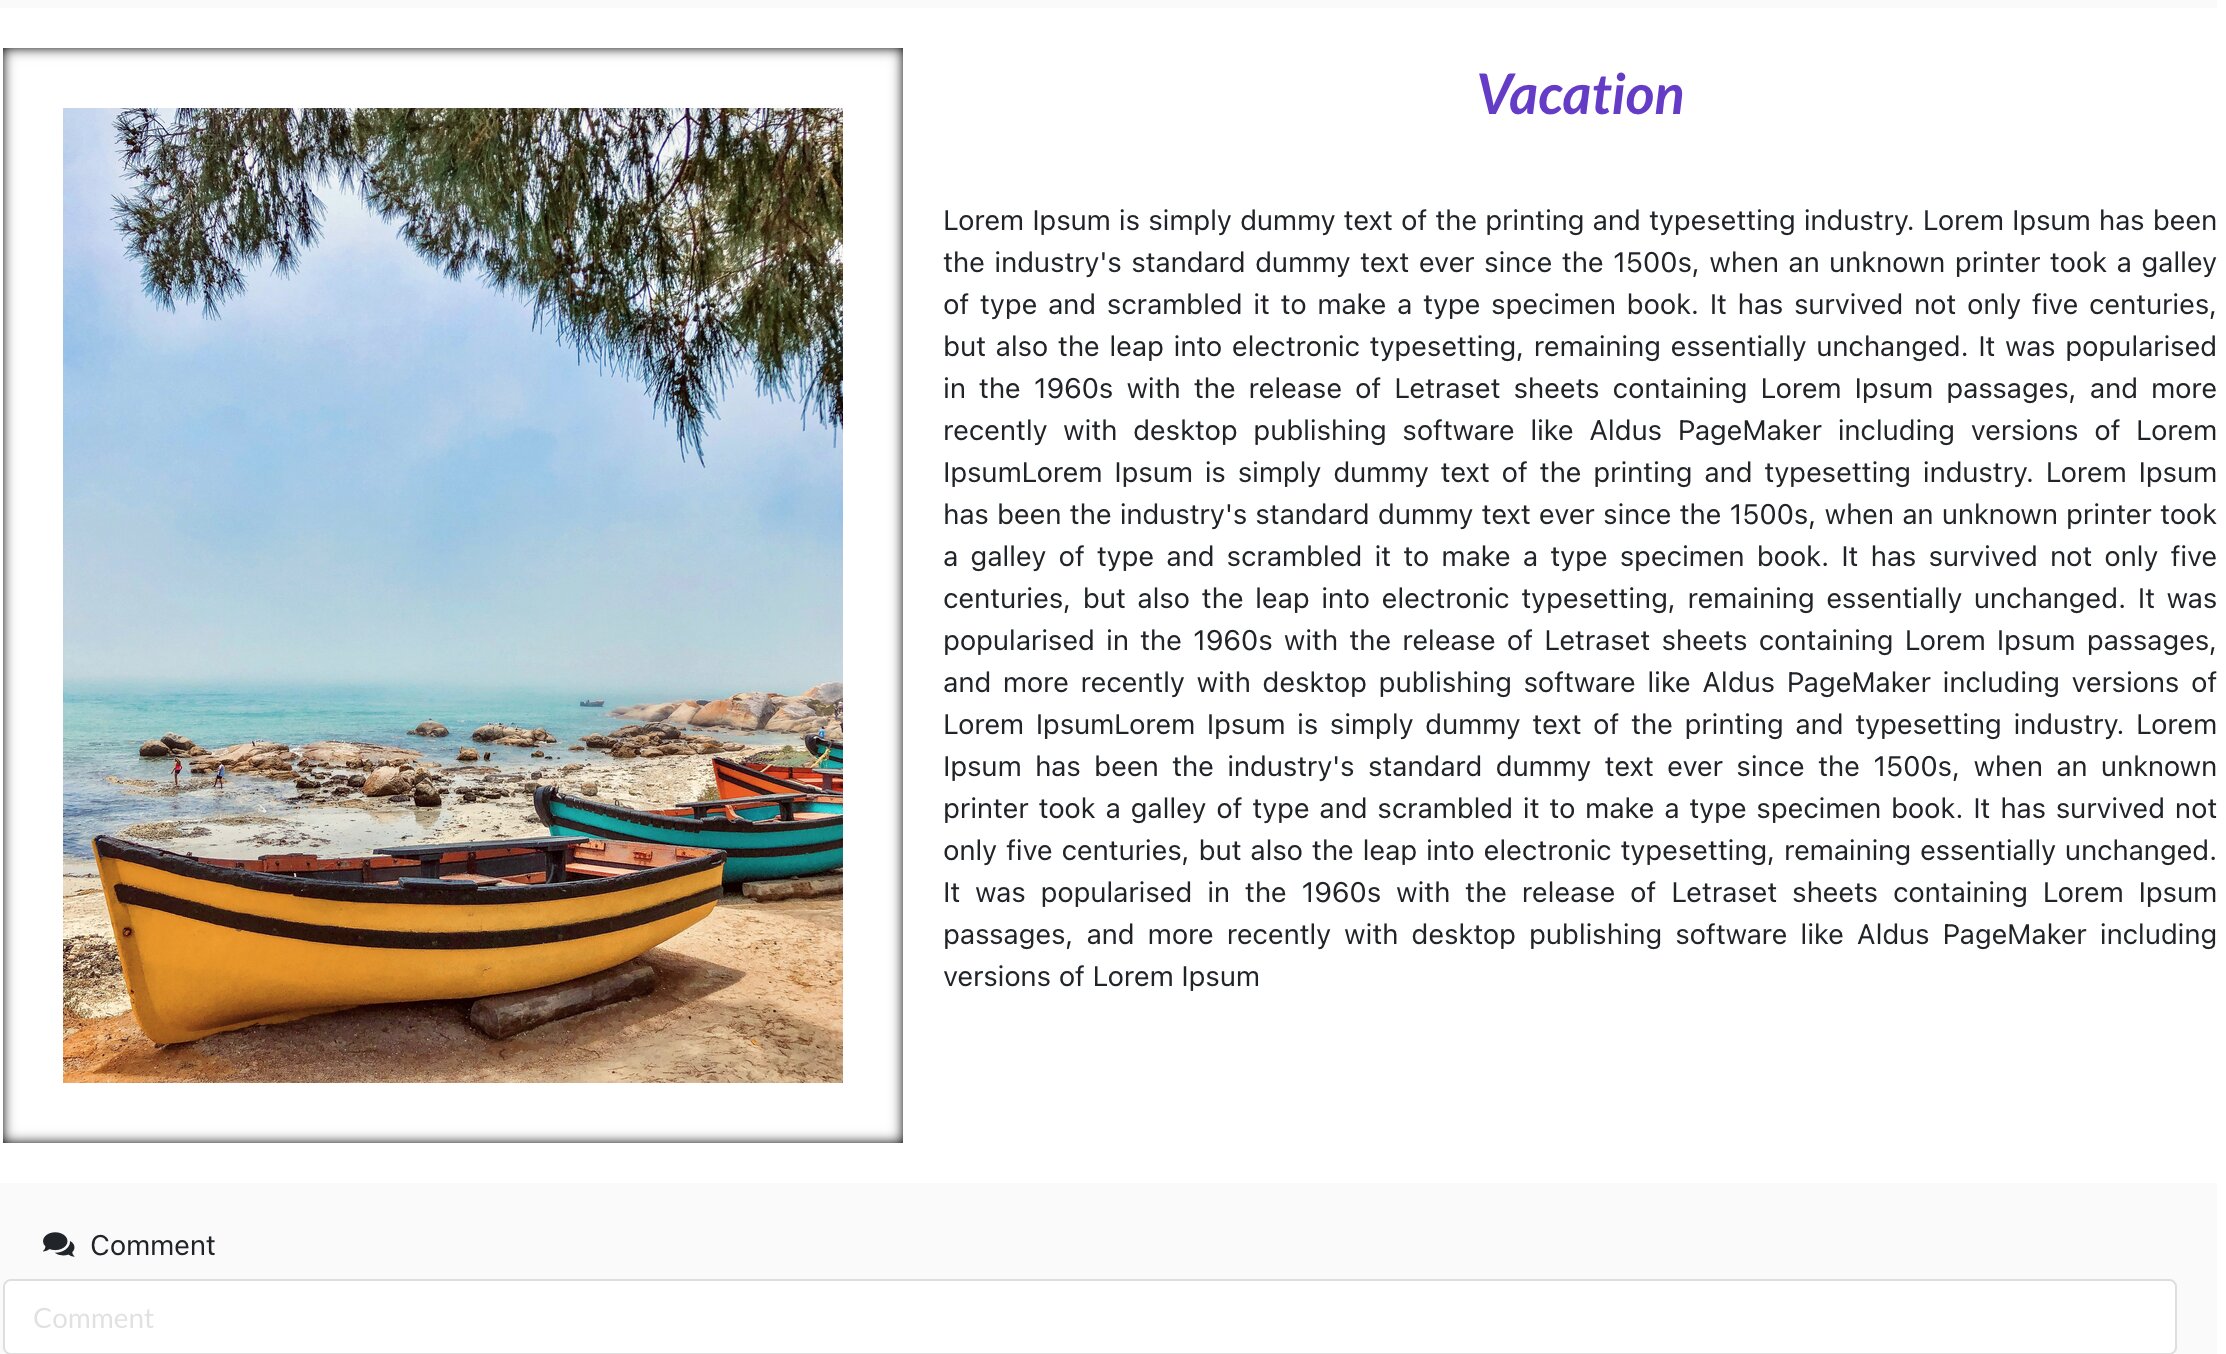 Vacation
Lorem Ipsum is simply dummy text of the printing and typesetting industry. Lorem Ipsum has been
the industry's standard dummy text ever since the 1500s, when an unknown printer took a galley
of type and scrambled it to make a type specimen book. It has survived not only five centuries,
but also the leap into electronic typesetting, remaining essentially unchanged. It was popularised
in the 1960s with the release of Letraset sheets containing Lorem Ipsum passages, and more
recently with desktop publishing software like Aldus PageMaker including versions of Lorem
IpsumLorem Ipsum is simply dummy text of the printing and typesetting industry. Lorem Ipsum
has been the industry's standard dummy text ever since the 1500s, when an unknown printer took
a galley of type and scrambled it to make a type specimen book. It has survived not only five
centuries, but also the leap into electronic typesetting, remaining essentially unchanged. It was
popularised in the 1960s with the release of Letraset sheets containing Lorem Ipsum passages,
and more recently with desktop publishing software like Aldus PageMaker including versions of
Lorem IpsumLorem Ipsum is simply dummy text of the printing and typesetting industry. Lorem
Ipsum has been the industry's standard dummy text ever since the 1500s, when an unknown
printer took a galley of type and scrambled it to make a type specimen book. It has survived not
only five centuries, but also the leap into electronic typesetting, remaining essentially unchanged.
It was popularised in the 1960s with the release of Letraset sheets containing Lorem Ipsum
passages, and more recently with desktop publishing software like Aldus PageMaker including
versions of Lorem Ipsum
Comment
Comment